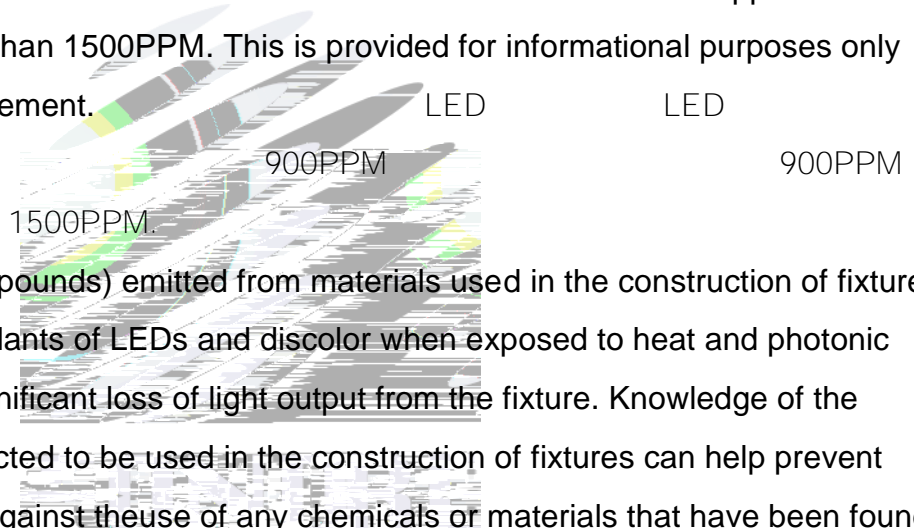 han 1500PPM. This is provided for informational purposes only
ement. LED LED
900PPM 900PPM
1500PPM.
pounds) emitted from materials used in the construction of fixture
lants of LEDs and discolor when exposed to heat and photonic
nificant loss of light output from the fixture. Knowledge of the
cted to be used in the construction of fixtures can help prevent
gainst theuse of any chemicals or materials that have been found